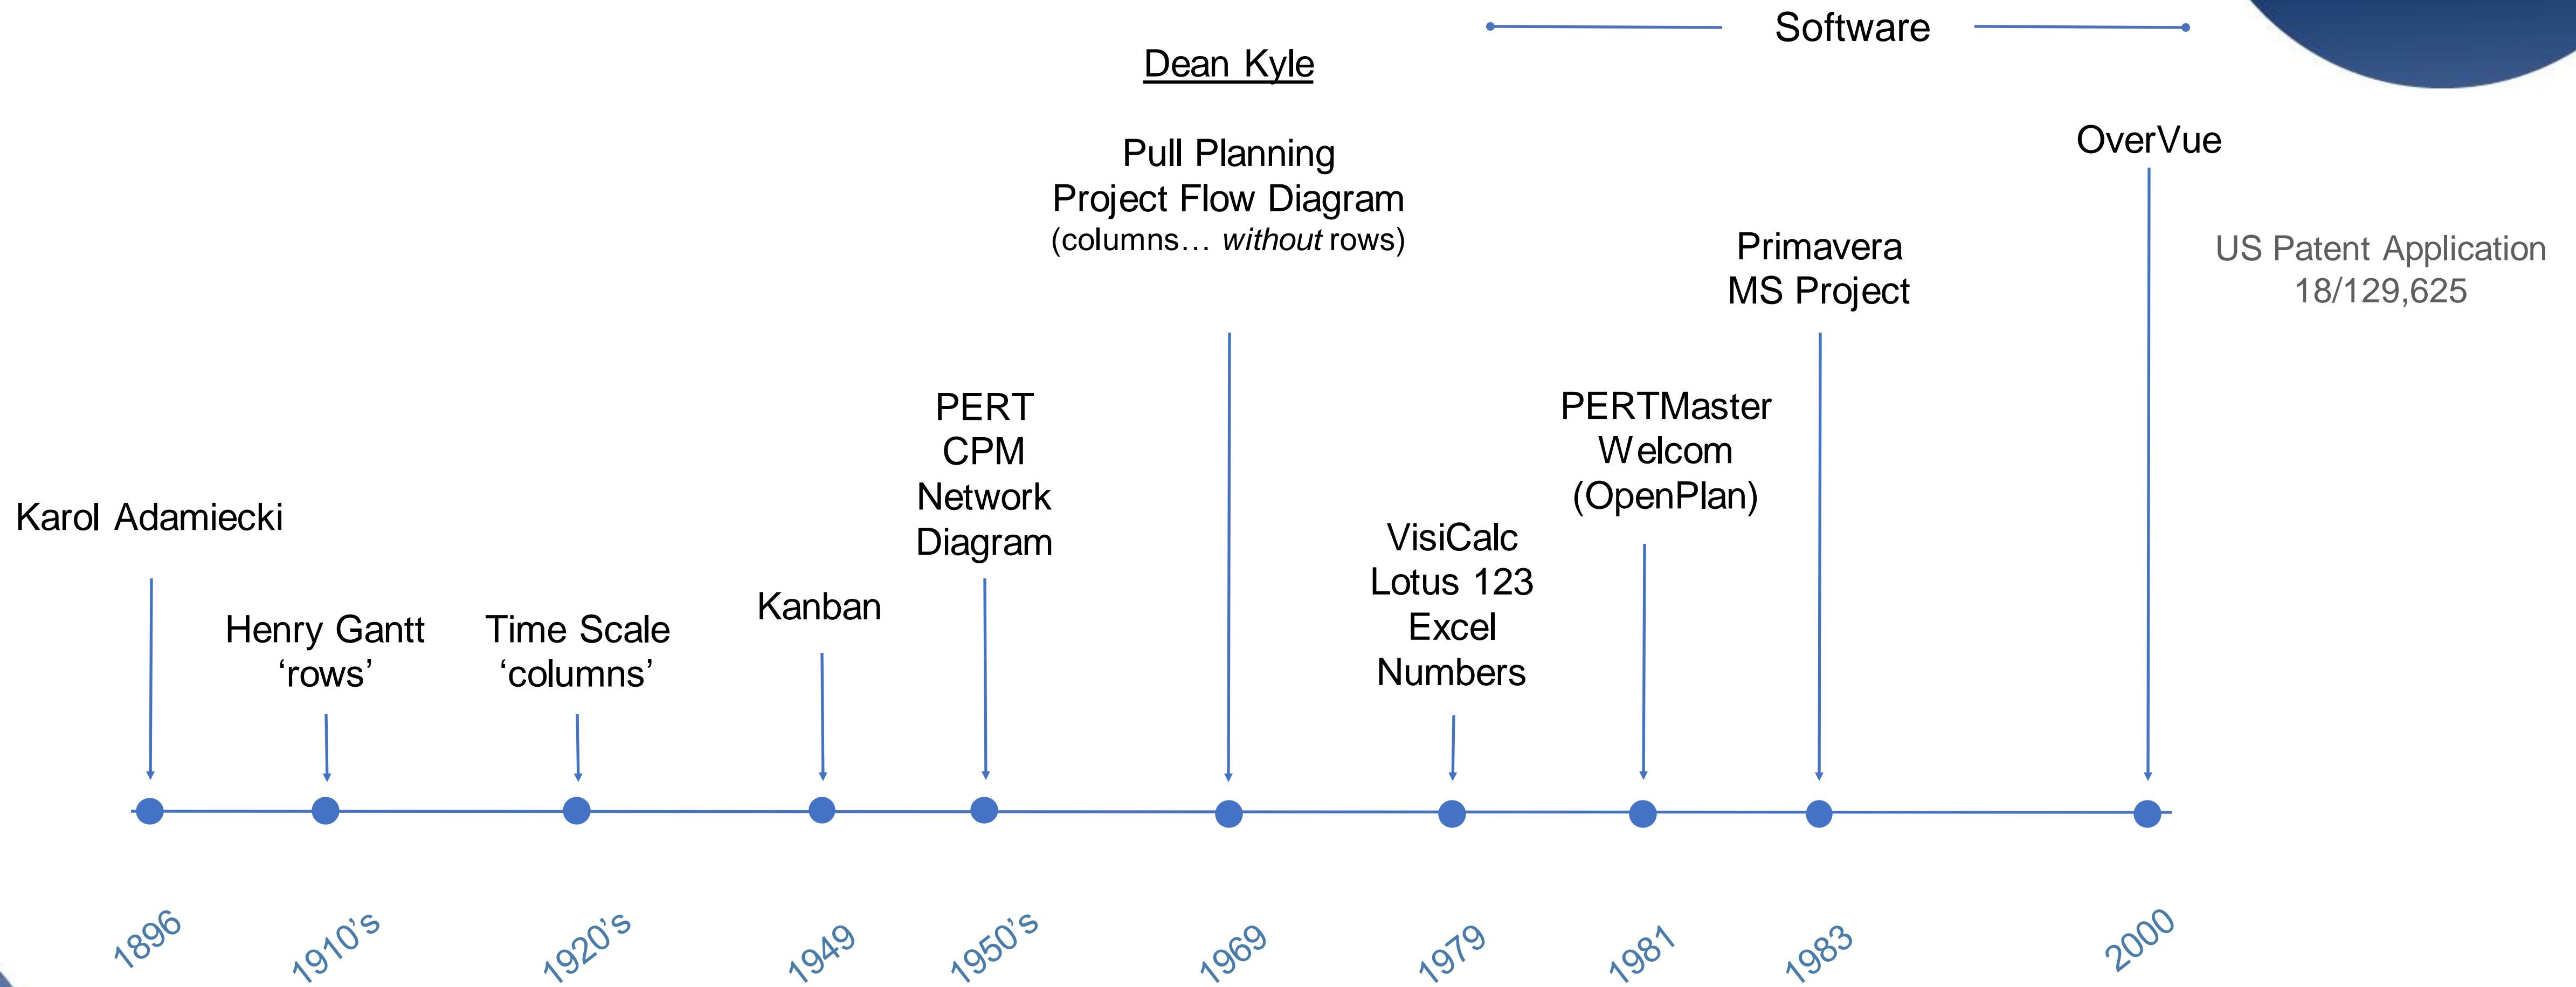 Software
Dean Kyle
Pull Planning
Project Flow Diagram
(columns… without rows)
OverVue
US Patent Application
18/129,625
Primavera
MS Project
PERT
CPM
Network
Diagram
PERTMaster
Welcom
(OpenPlan)
Karol Adamiecki
VisiCalc
Lotus 123
Excel
Numbers
Henry Gantt
‘rows’
Time Scale
‘columns’
Kanban
1896
1910’s
1920’s
1949
1950’s
1969
1979
1981
1983
2000